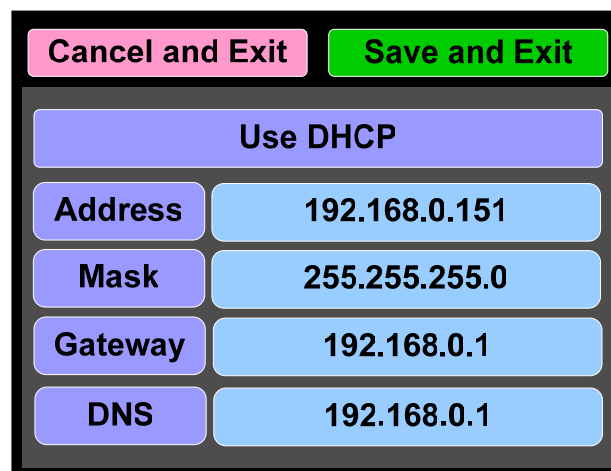 Cancel and Exit Save and Exit
Use DHCP
Address 192.168.0.151
Mask 255.255.255.0
Gateway 192.168.0.1
DNS 192.168.0.1